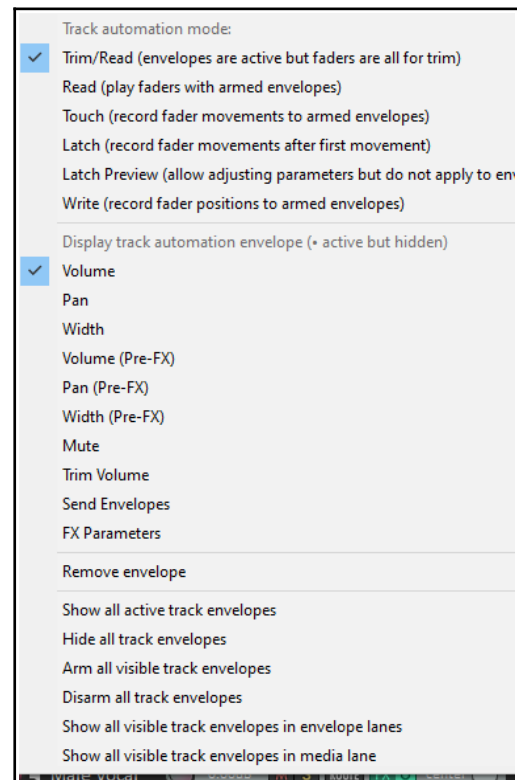 Track automation mode:
Trim/Read (envelopes are active but faders are all for trim)
Read (play faders with armed envelopes)
Touch (record fader movements to armed envelopes)
Latch (record fader movements after first movement)
Latch Preview (allow adjusting parameters but do not apply to
Write (record fader positions to armed envelopes)
Display track automation envelope (• active but hidden)
Volume
Pan
Width
Volume (Pre-FX)
Pan (Pre-FX)
Width (Pre-FX)
Mute
Trim Volume
Send Envelopes
FX Parameters
Remove envelope
Show all active track envelopes
Hide all track envelopes
Arm all visible track envelopes
Disarm all track envelopes
Show all visible track envelopes in envelope lanes
Show all visible track envelopes in media lane
Male Vocal